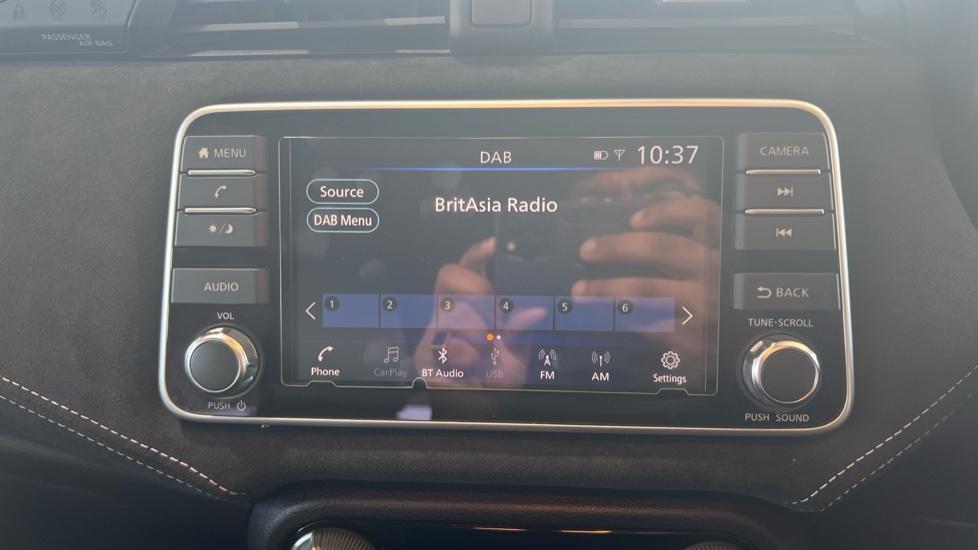 PASSENGER
AIR BAG
MENU
AUDIO
VOL
PUSH
DAB
10:37
Source
DAB Menu
BritAsia Radio
1 2 3 4 5 6
Phone CarPlay BT Audio USB FM AM Settings
CAMERA
BACK
TUNE·SCROLL
PUSH SOUND